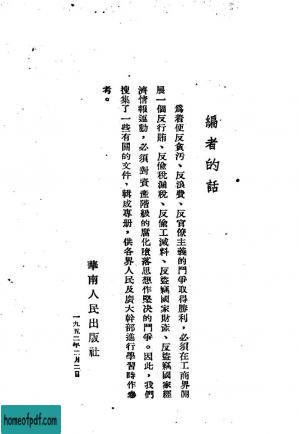 編者的話
為着使反貪汚、反浪費、反官僚主義的鬥爭取得勝利，必須在工商界開
展一個反行賄、反偷稅漏稅、反偷工減料、反盜竊國家財產、反盜竊國家經
濟情報運動，必須對資產階級的腐化墮落思想作堅決的鬥爭。因此，我們
搜集了一些有關的文件，輯成專册，供各界人民及廣大幹部進行學習時作參
考。
華南人民出版社
一九五二年二月二日
homeofpdf.com
homeofpdf.com